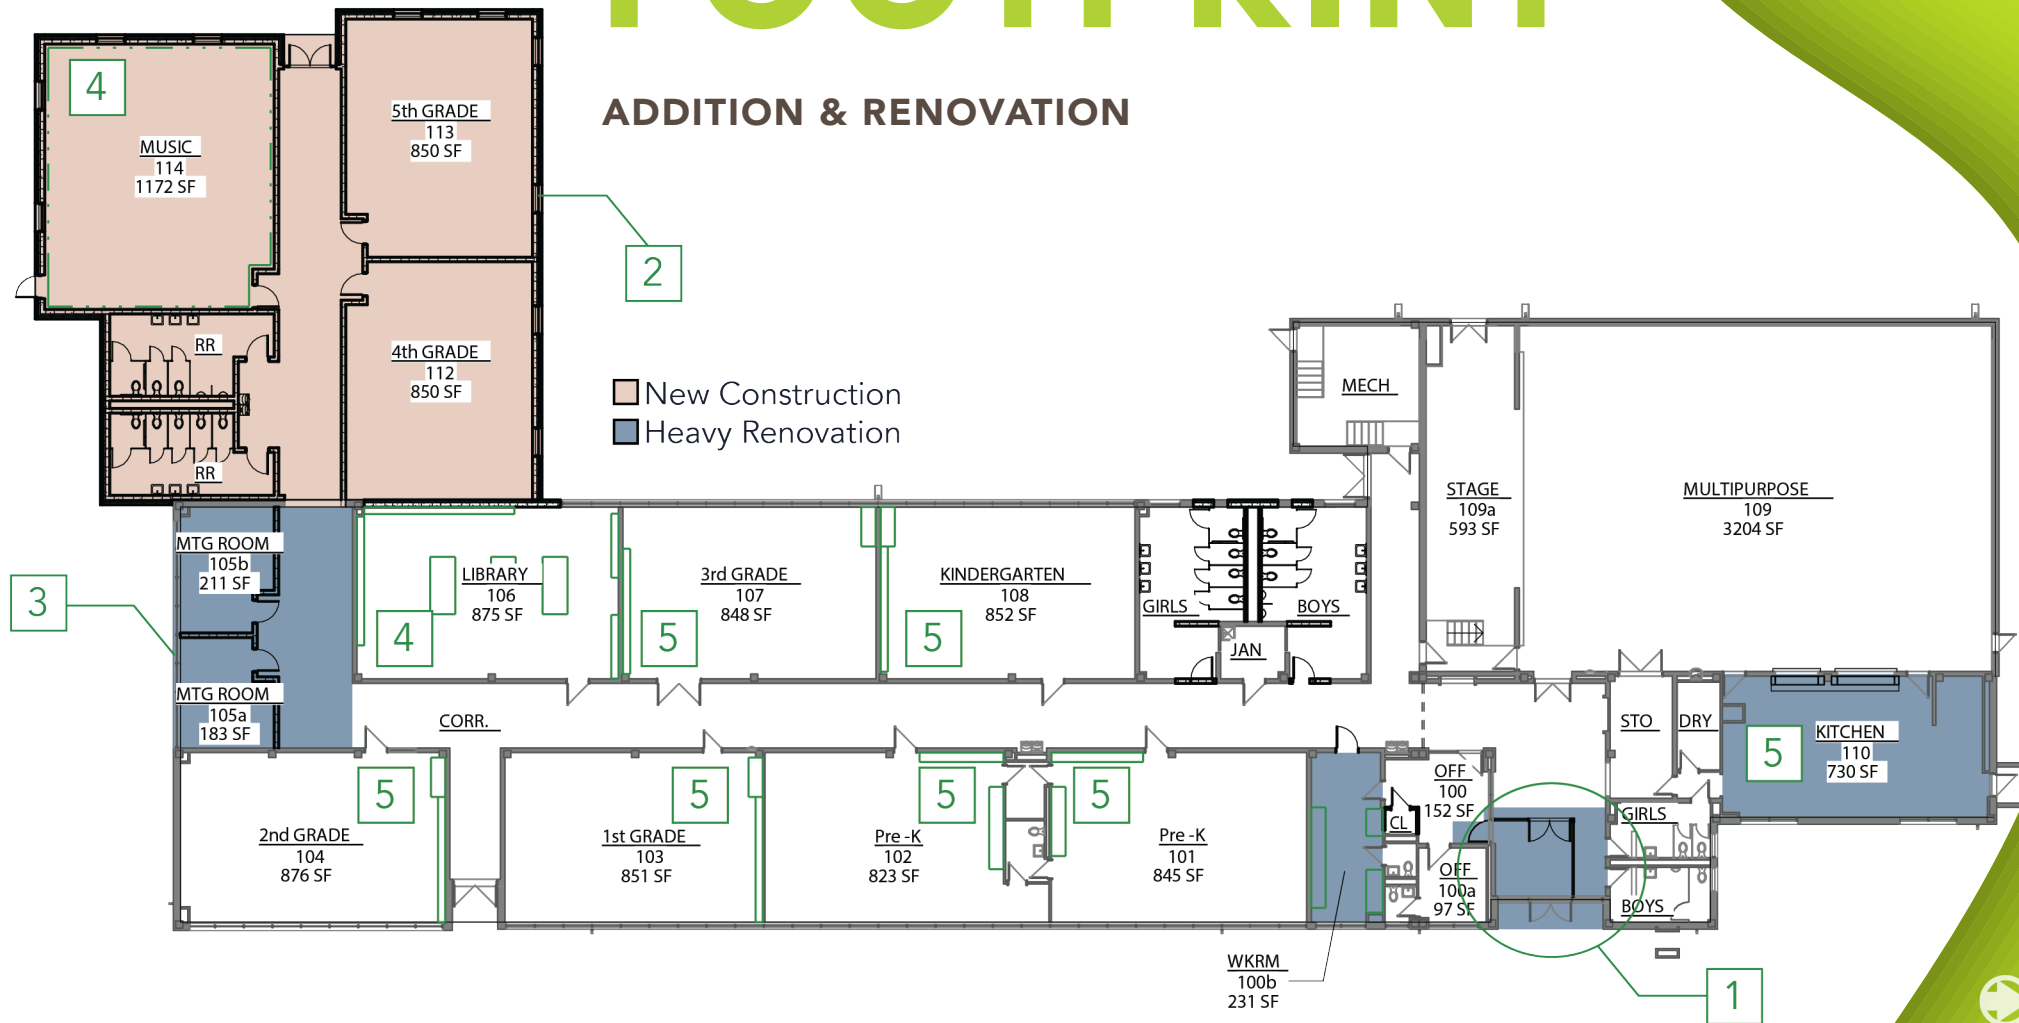 FOOTPRINT
ADDITION & RENOVATION
4
MUSIC
114
1172 SF
5th GRADE
113
850 SF
2
RR
4th GRADE
112
850 SF
RR
New Construction
Heavy Renovation
MECH
STAGE
109a
593 SF
MULTIPURPOSE
109
3204 SF
MTG ROOM
105b
211 SF
3
MTG ROOM
105a
183 SF
LIBRARY
106
875 SF
4
3rd GRADE
107
848 SF
5
KINDERGARTEN
108
852 SF
5
GIRLS
BOYS
JAN
CORR.
STO
DRY
5
KITCHEN
110
730 SF
5
2nd GRADE
104
876 SF
5
1st GRADE
103
851 SF
5
Pre -K
102
823 SF
5
Pre -K
101
845 SF
OFF
100
152 SF
CL
OFF
100a
97 SF
GIRLS
BOYS
WKRM
100b
231 SF
1